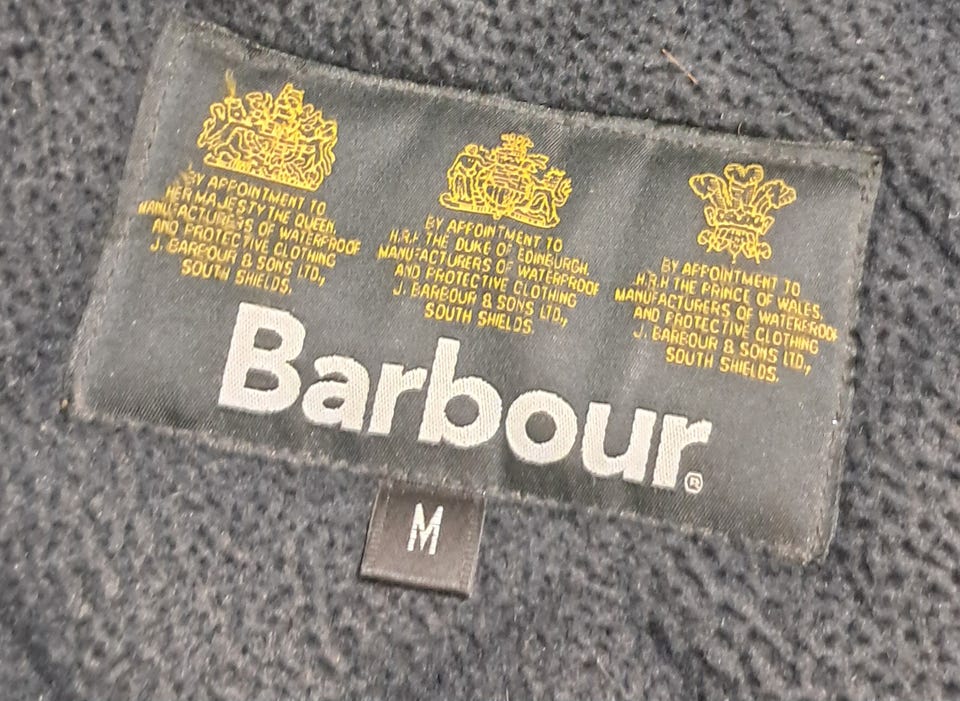 BY APPOINTMENT TO
HER MAJESTY THE QUEEN.
MANUFACTURERS OF WATERPROOF
AND PROTECTIVE CLOTHING
J. BARBOUR & SONS LTD.,
SOUTH SHIELDS.
BY APPOINTMENT TO
H.R.H. THE DUKE OF EDINBURGH.
MANUFACTURERS OF WATERPROOF
AND PROTECTIVE CLOTHING
J. BARBOUR & SONS LTD.,
SOUTH SHIELDS.
BY APPOINTMENT TO
H.R.H THE PRINCE OF WALES.
MANUFACTURERS OF WATERPROOF
AND PROTECTIVE CLOTHING
J. BARBOUR & SONS LTD.,
SOUTH SHIELDS.
Barbour®
M